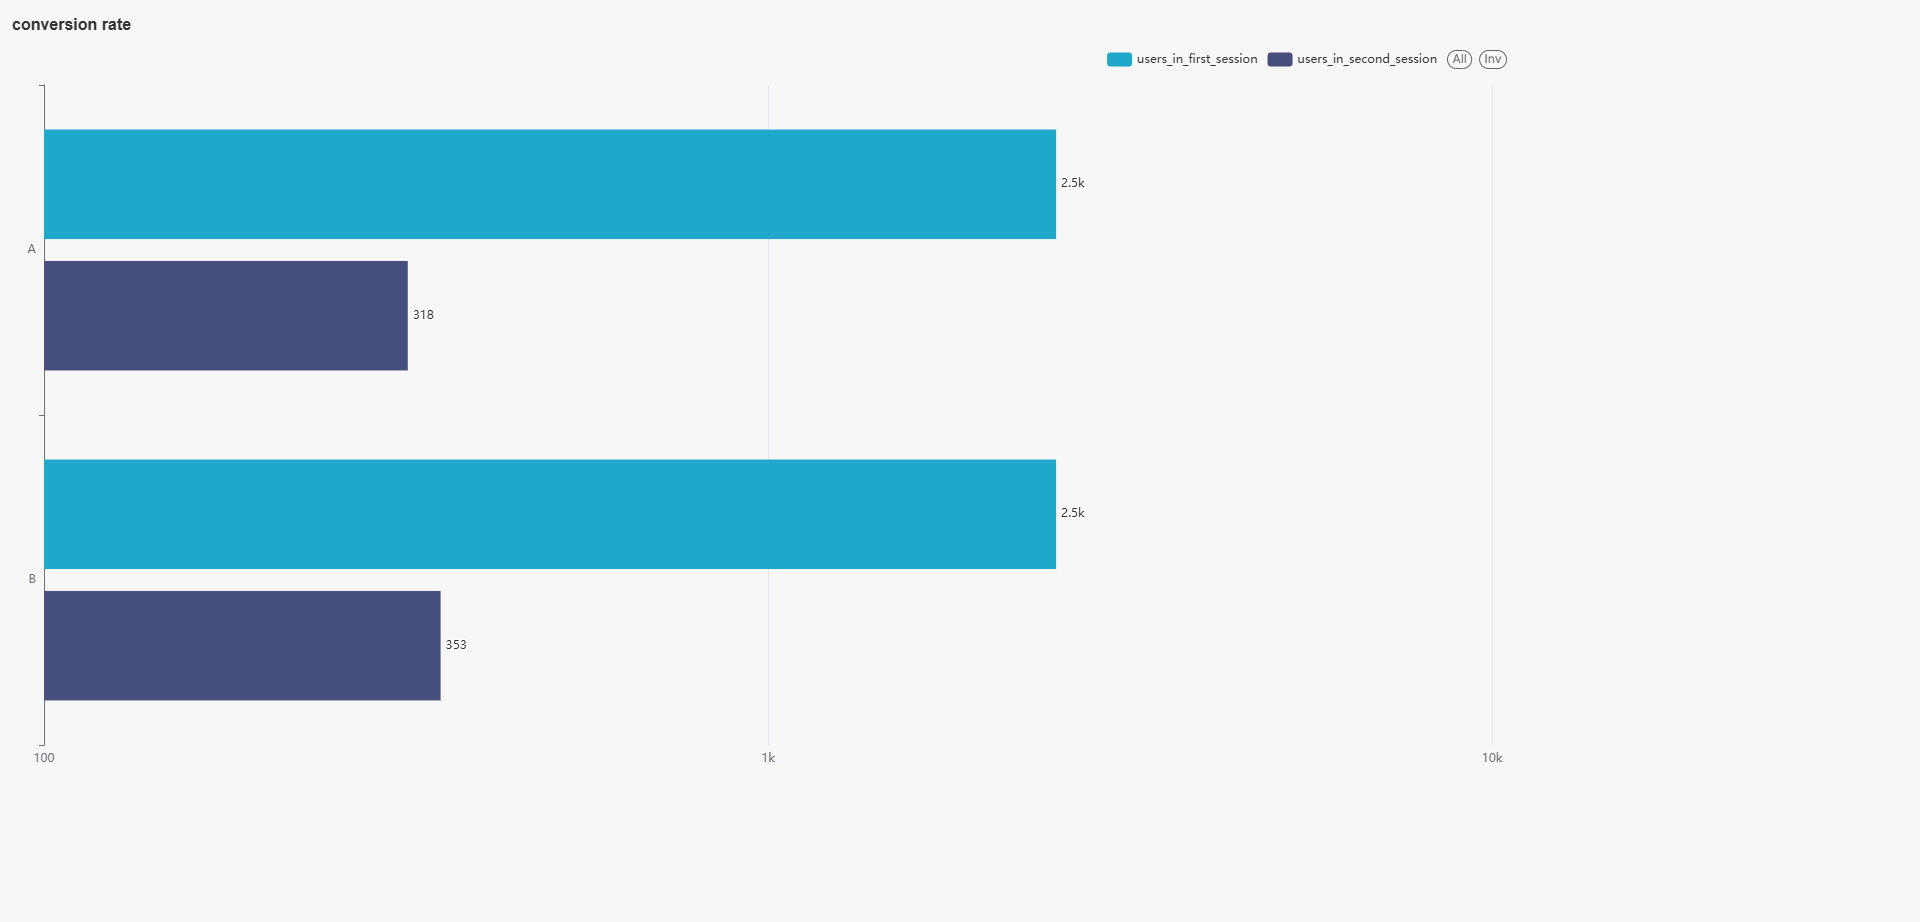 conversion rate
users_in_first_session users_in_second_session All Inv
2.5k
A
318
2.5k
B
353
100 1k 10k